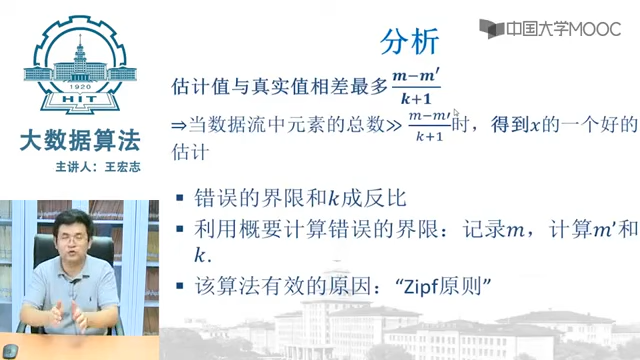 分析
中国大学MOOC
1920
HIT
大数据算法
主讲人：王宏志
估计值与真实值相差最多 m−m′/k+1
⇒当数据流中元素的总数≫ m−m′/k+1 时，得到x的一个好的
估计
▪ 错误的界限和k成反比
▪ 利用概要计算错误的界限：记录m，计算m′和
k.
▪ 该算法有效的原因：“Zipf原则”